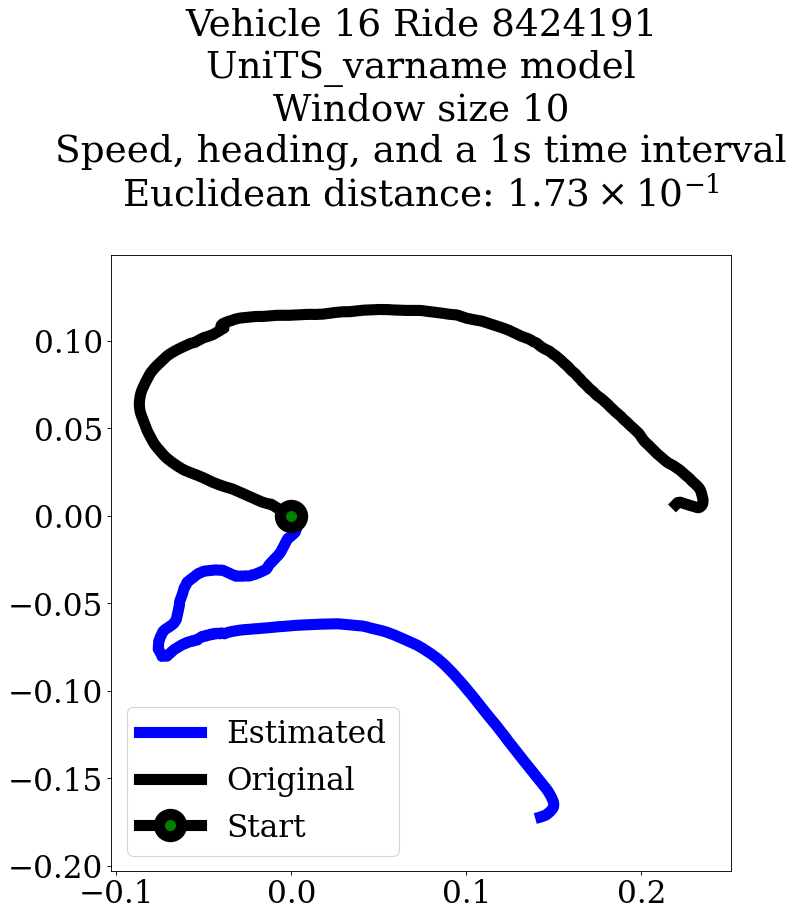 Vehicle 16 Ride 8424191
UniTS_varname model
Window size 10
Speed, heading, and a 1s time interval
Euclidean distance: 1.73 × 10⁻¹
0.10
0.05
0.00
−0.05
−0.10
−0.15
−0.20
Estimated
Original
Start
−0.1 0.0 0.1 0.2